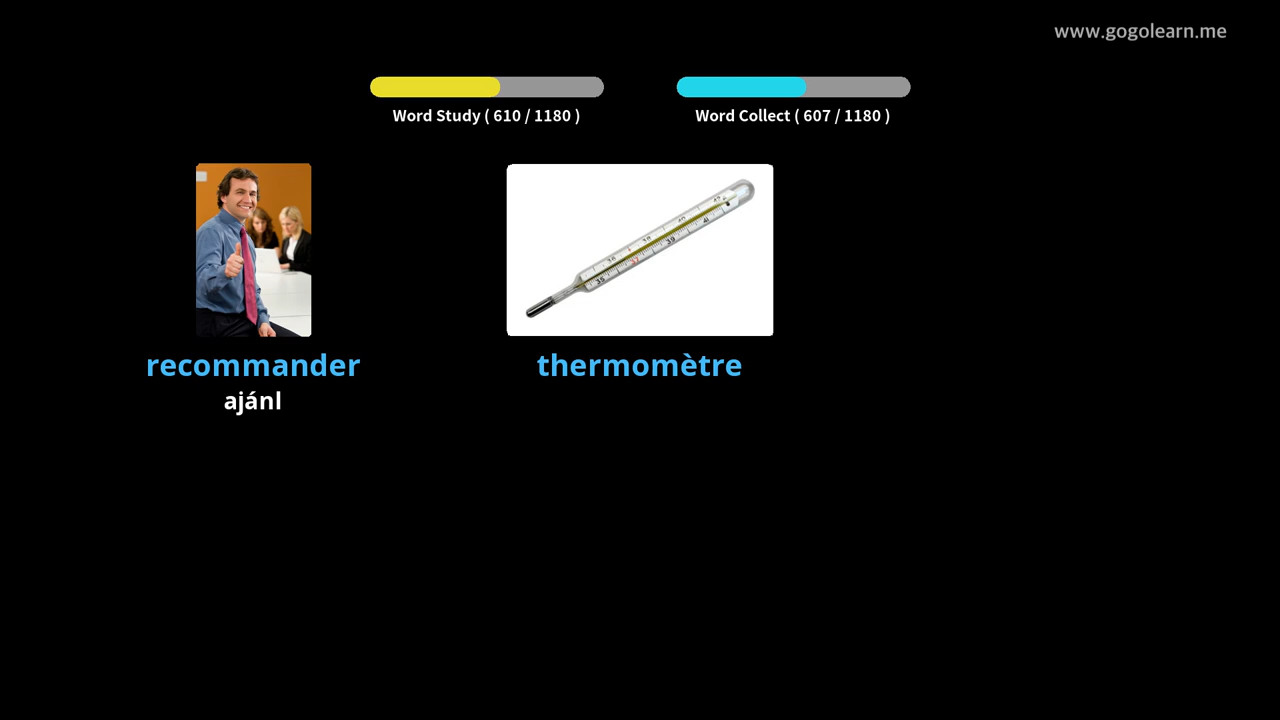 www.gogolearn.me
Word Study ( 610 / 1180 )
Word Collect ( 607 / 1180 )
recommander
ajánl
thermomètre